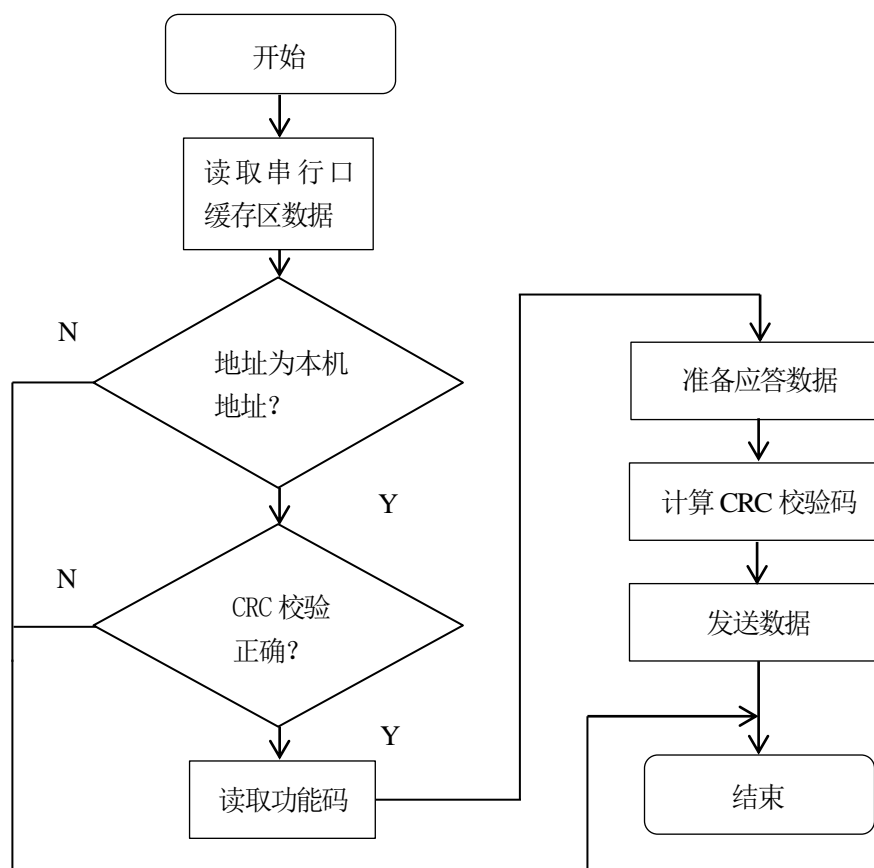 开始
读取串行口
缓存区数据
N
地址为本机
地址？
Y
N
CRC 校验
正确？
Y
读取功能码
准备应答数据
计算 CRC 校验码
发送数据
结束